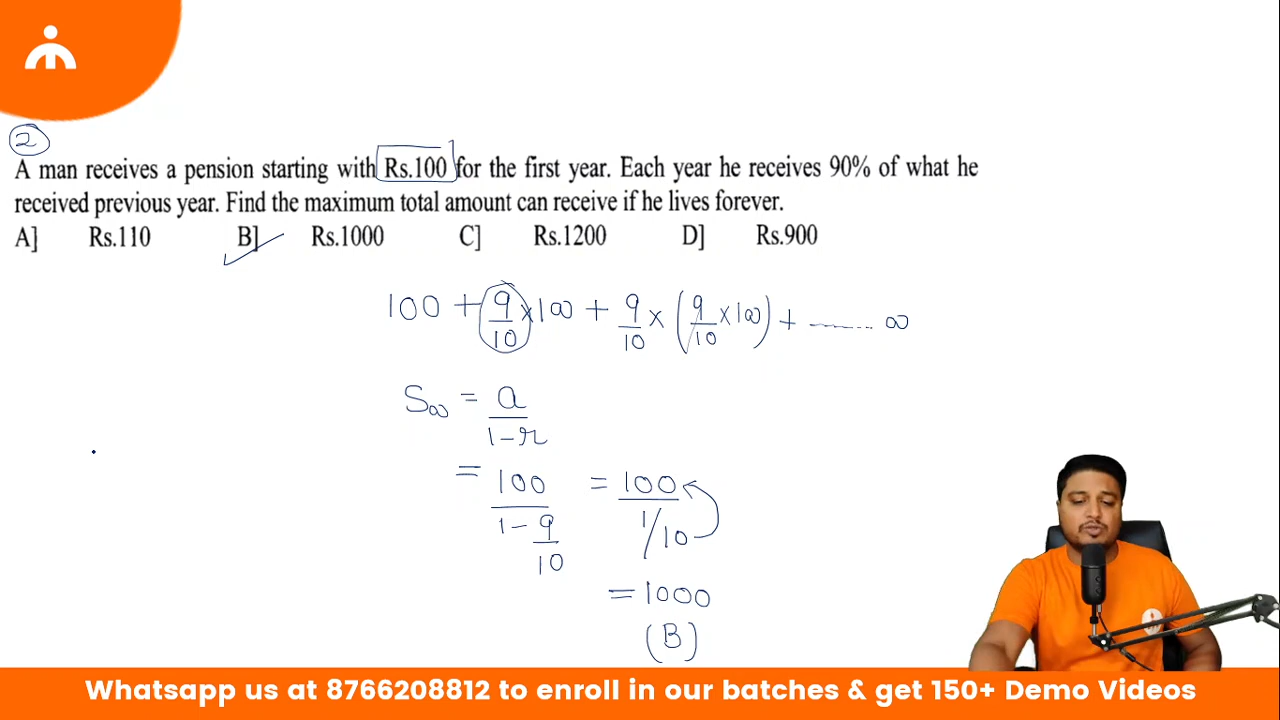 2
A man receives a pension starting with Rs.100 for the first year. Each year he receives 90% of what he
received previous year. Find the maximum total amount can receive if he lives forever.
A] Rs.110 B] Rs.1000 C] Rs.1200 D] Rs.900
100 + 9/10 × 100 + 9/10 × (9/10 × 100) + ........ ∞
S∞ = a/1-r
= 100/1-9/10 = 100/1/10
= 1000
(B)
Whatsapp us at 8766208812 to enroll in our batches & get 150+ Demo Videos